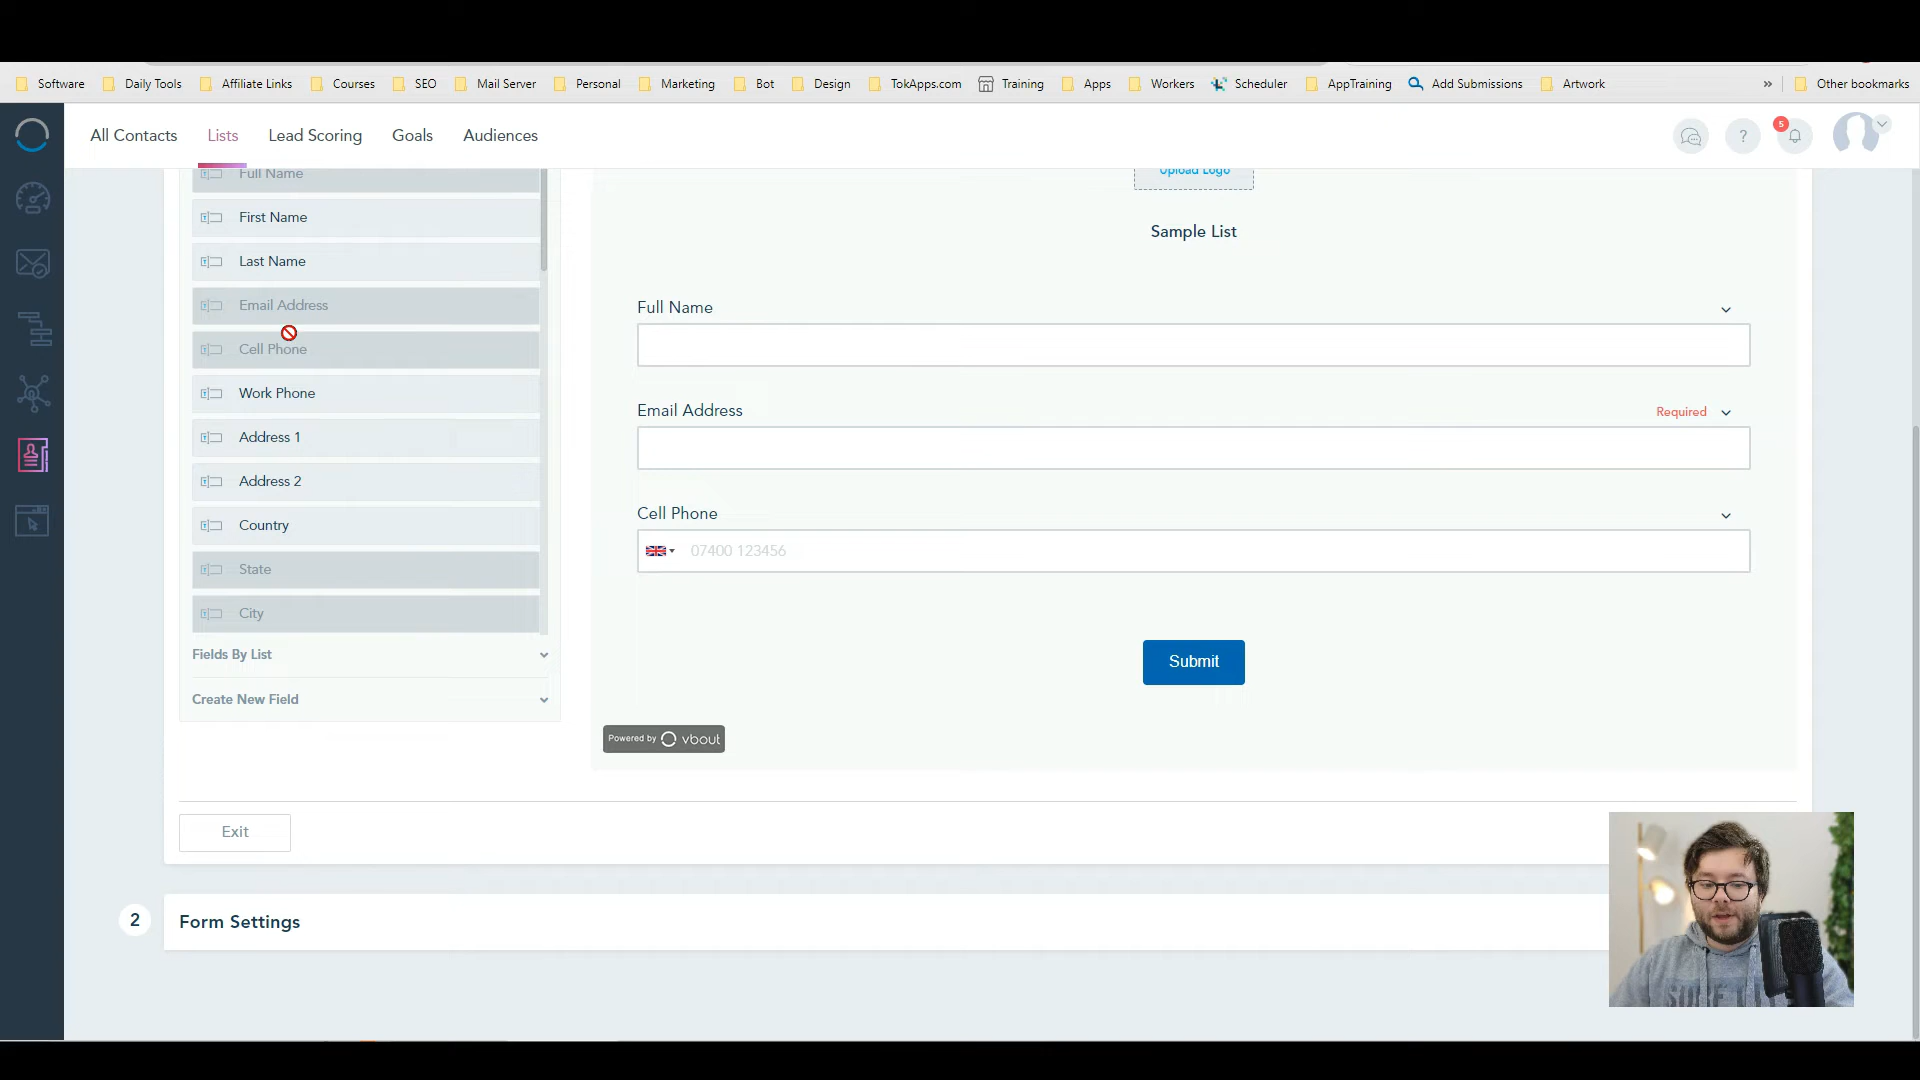 Software Daily Tools Affiliate Links Courses SEO Mail Server Personal Marketing Bot Design TokApps.com Training Apps Workers Scheduler AppTraining Add Submissions Artwork » Other bookmarks
All Contacts Lists Lead Scoring Goals Audiences ? 5
Full Name
Upload Logo
First Name
Sample List
Last Name
Email Address
Cell Phone
Work Phone
Address 1
Address 2
Country
State
City
Fields By List
Create New Field
Full Name
Email Address Required
Cell Phone
07400 123456
Submit
Powered by vbout
Exit
2 Form Settings